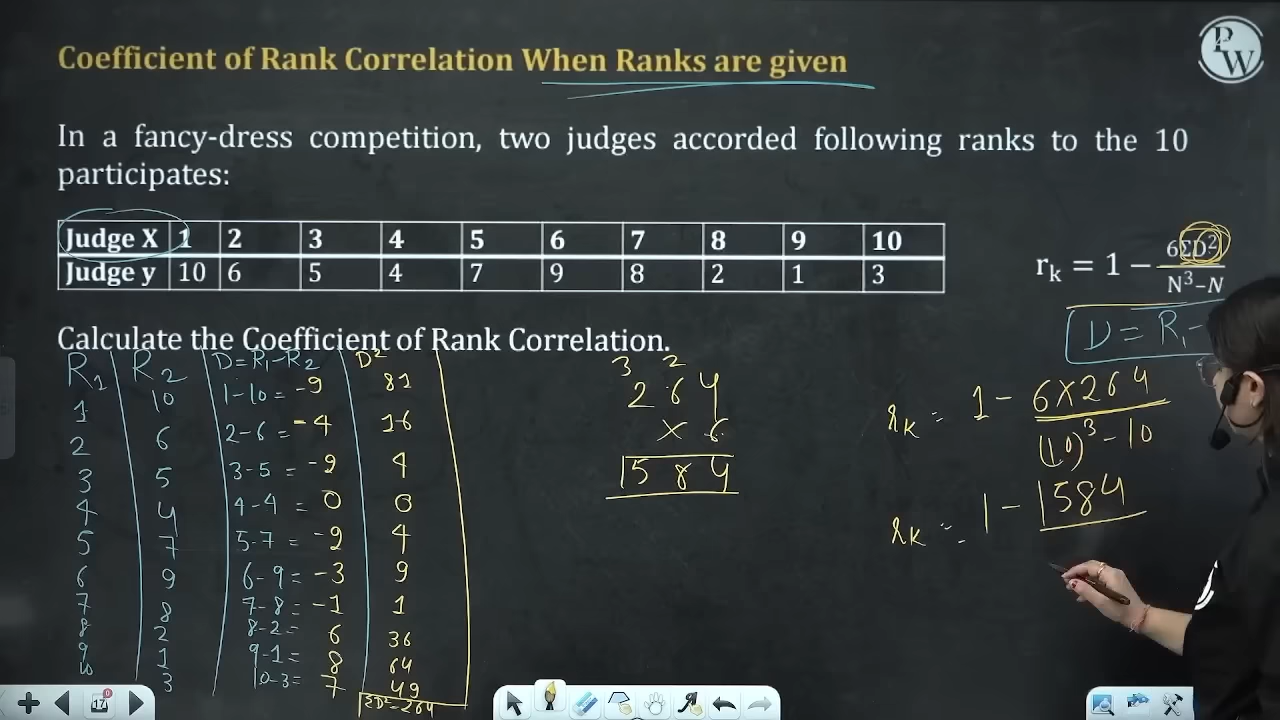 Coefficient of Rank Correlation When Ranks are given
PW
In a fancy-dress competition, two judges accorded following ranks to the 10
participates:
Judge X 1 2 3 4 5 6 7 8 9 10
Judge y 10 6 5 4 7 9 8 2 1 3
rk = 1 − 6ΣD²/N³−N
D = R₁ -
Calculate the Coefficient of Rank Correlation.
R₁ R₂ D=R₁-R₂ D²
1 10 1-10 = -9 81
2 6 2-6 = -4 16
3 5 3-5 = -2 4
4 4 4-4 = 0 0
5 7 5-7 = -2 4
6 9 6-9 = -3 9
7 8 7-8 = -1 1
8 2 8-2 = 6 36
9 1 9-1 = 8 64
10 3 10-3 = 7 49
ΣD²=264
3 2
264
× 6
1584
rk = 1 - 6×264/(10)³-10
rk = 1 - 1584
17
0